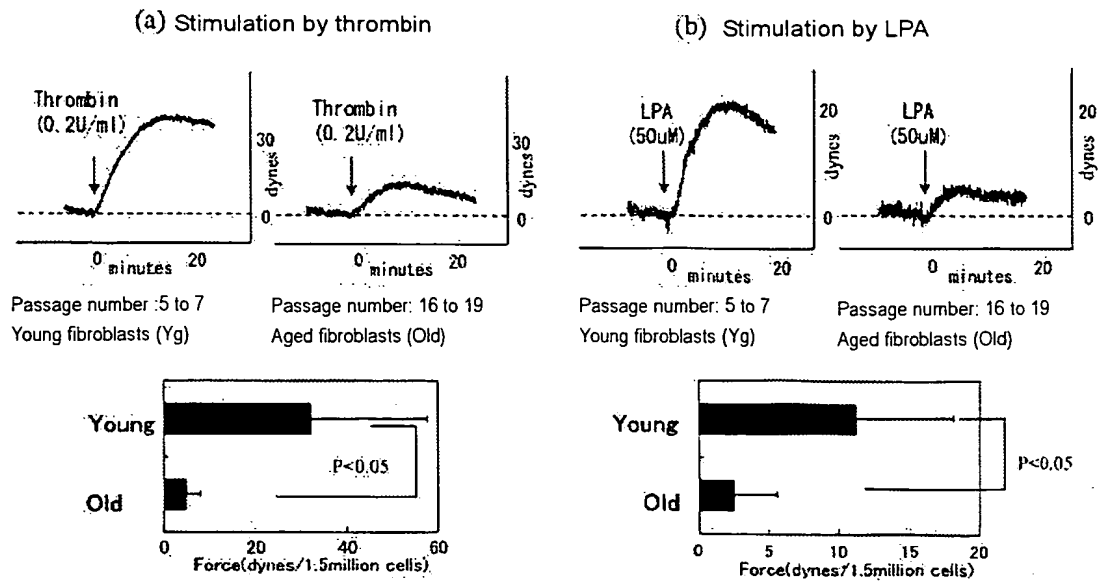 (a) Stimulation by thrombin
Thrombin
(0.2U/ml)
30
dynes
0
0 20
minutes
Passage number :5 to 7
Young fibroblasts (Yg)
Thrombin
(0.2U/ml)
30
dynes
0
0 20
minutes
Passage number: 16 to 19
Aged fibroblasts (Old)
Young
Old
P<0.05
0 20 40 60
Force(dynes/1.5million cells)
(b) Stimulation by LPA
LPA
(50uM)
20
dynes
0
0 20
minutes
Passage number: 5 to 7
Young fibroblasts (Yg)
LPA
(50uM)
20
dynes
0
0 20
minutes
Passage number: 16 to 19
Aged fibroblasts (Old)
Young
Old
P<0.05
0 5 10 15 20
Force(dynes/1.5million cells)